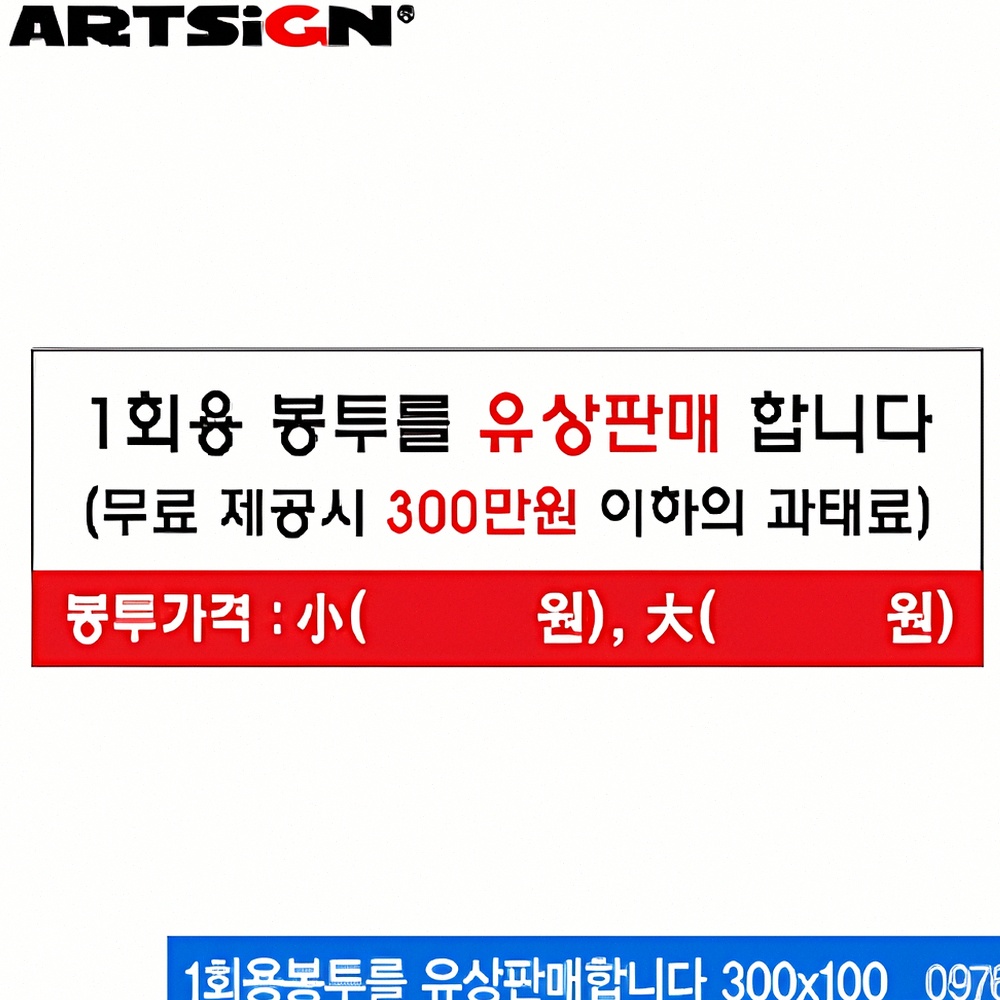 ARTSiGN®
1회용 봉투를 유상판매 합니다
(무료 제공시 300만원 이하의 과태료)
봉투가격 : 小( 원), 大( 원)
1회용봉투를 유상판매합니다 300x100 0976